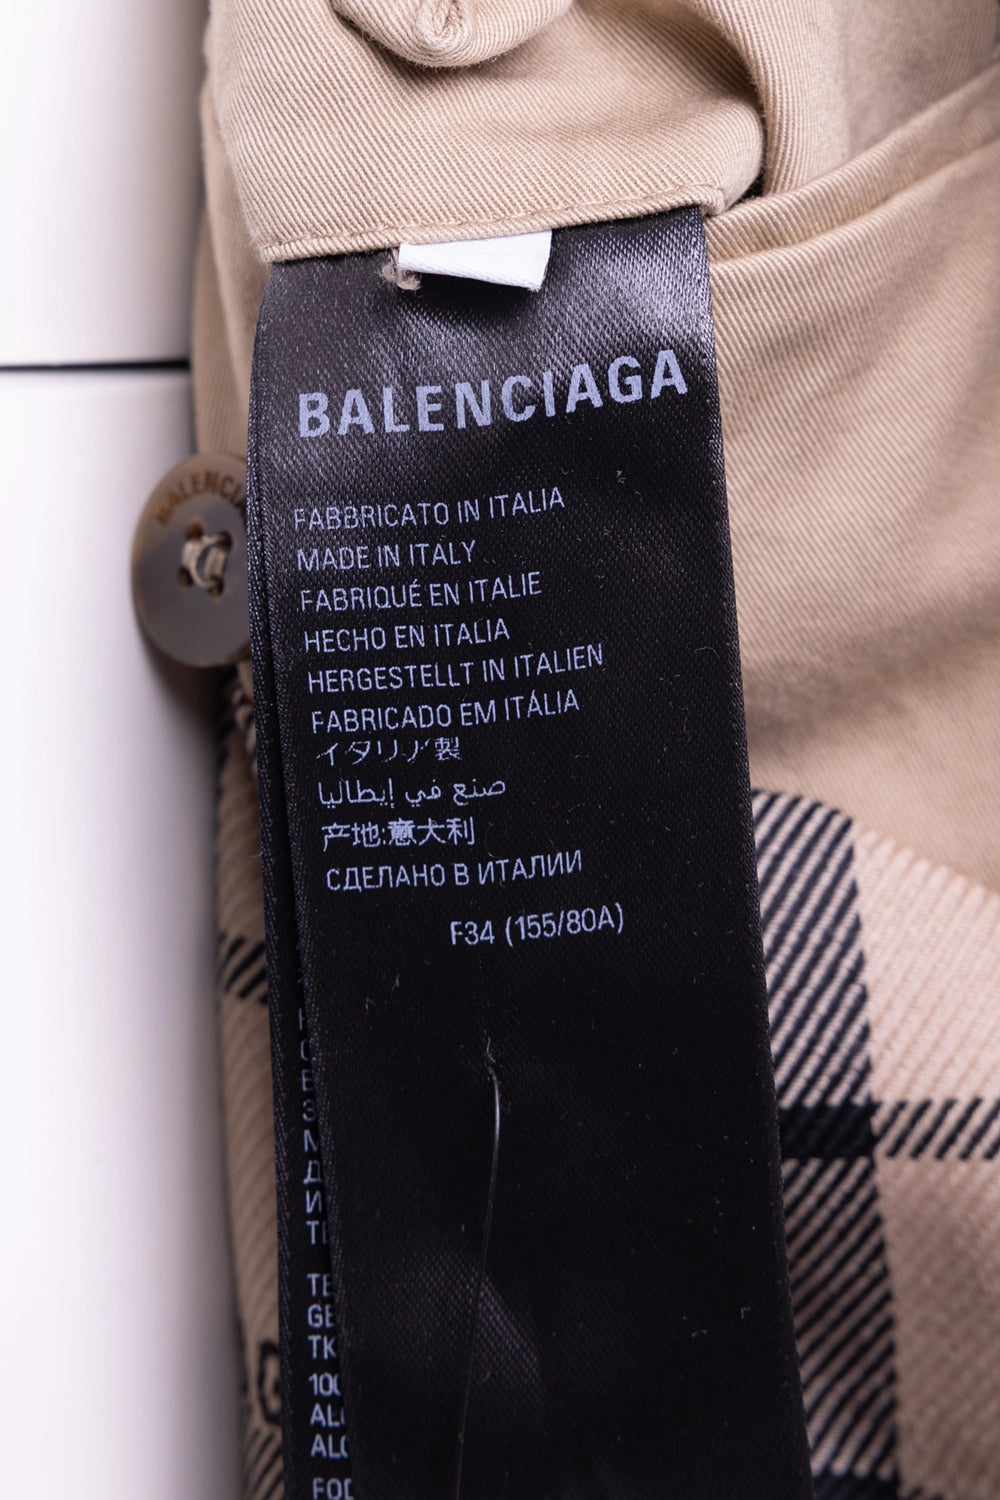 BALENCIAGA
FABBRICATO IN ITALIA
MADE IN ITALY
FABRIQUÉ EN ITALIE
HECHO EN ITALIA
HERGESTELLT IN ITALIEN
FABRICADO EM ITÁLIA
イタリア製
صنع في إيطاليا
产地:意大利
СДЕЛАНО В ИТАЛИИ
F34 (155/80A)